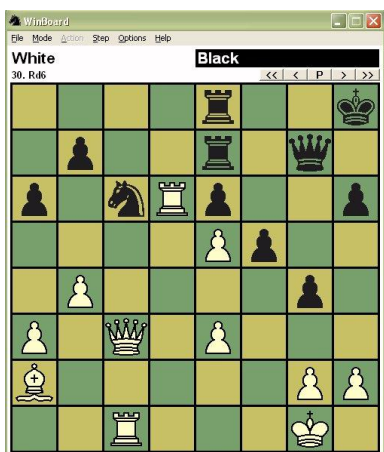 WinBoard
File Mode Action Step Options Help
White Black
30. Rd6 << < P > >>